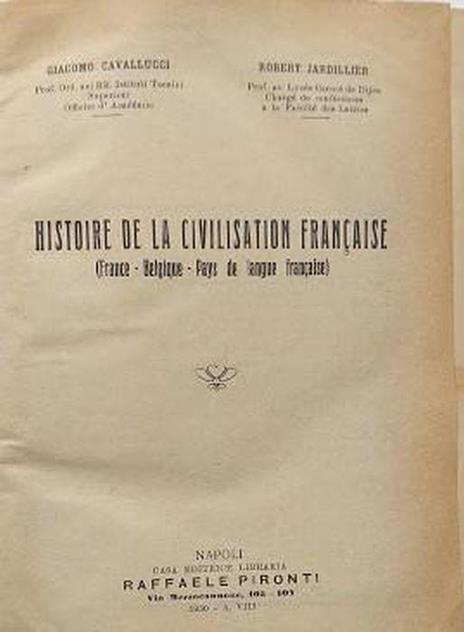 GIACOMO CAVALLUCCI
Prof. Ord. nei RR. Istituti Tecnici
Superiori
Officier d'Académie
ROBERT JARDILLIER
Prof. au Lycée Carnot de Dijon
Chargé de conférences
à la Faculté des Lettres
HISTOIRE DE LA CIVILISATION FRANÇAISE
(France - Belgique - Pays de langue française)
NAPOLI
CASA EDITRICE LIBRARIA
RAFFAELE PIRONTI
Via Mezzocannone, 102 - 103
1930 - A. VIII